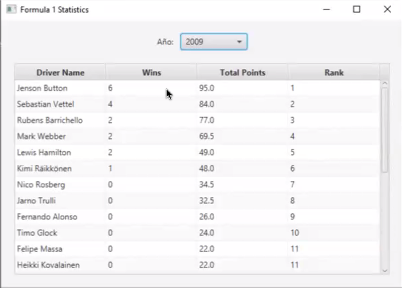 Formula 1 Statistics
Año: 2009
Driver Name Wins Total Points Rank
Jenson Button 6 95.0 1
Sebastian Vettel 4 84.0 2
Rubens Barrichello 2 77.0 3
Mark Webber 2 69.5 4
Lewis Hamilton 2 49.0 5
Kimi Räikkönen 1 48.0 6
Nico Rosberg 0 34.5 7
Jarno Trulli 0 32.5 8
Fernando Alonso 0 26.0 9
Timo Glock 0 24.0 10
Felipe Massa 0 22.0 11
Heikki Kovalainen 0 22.0 11